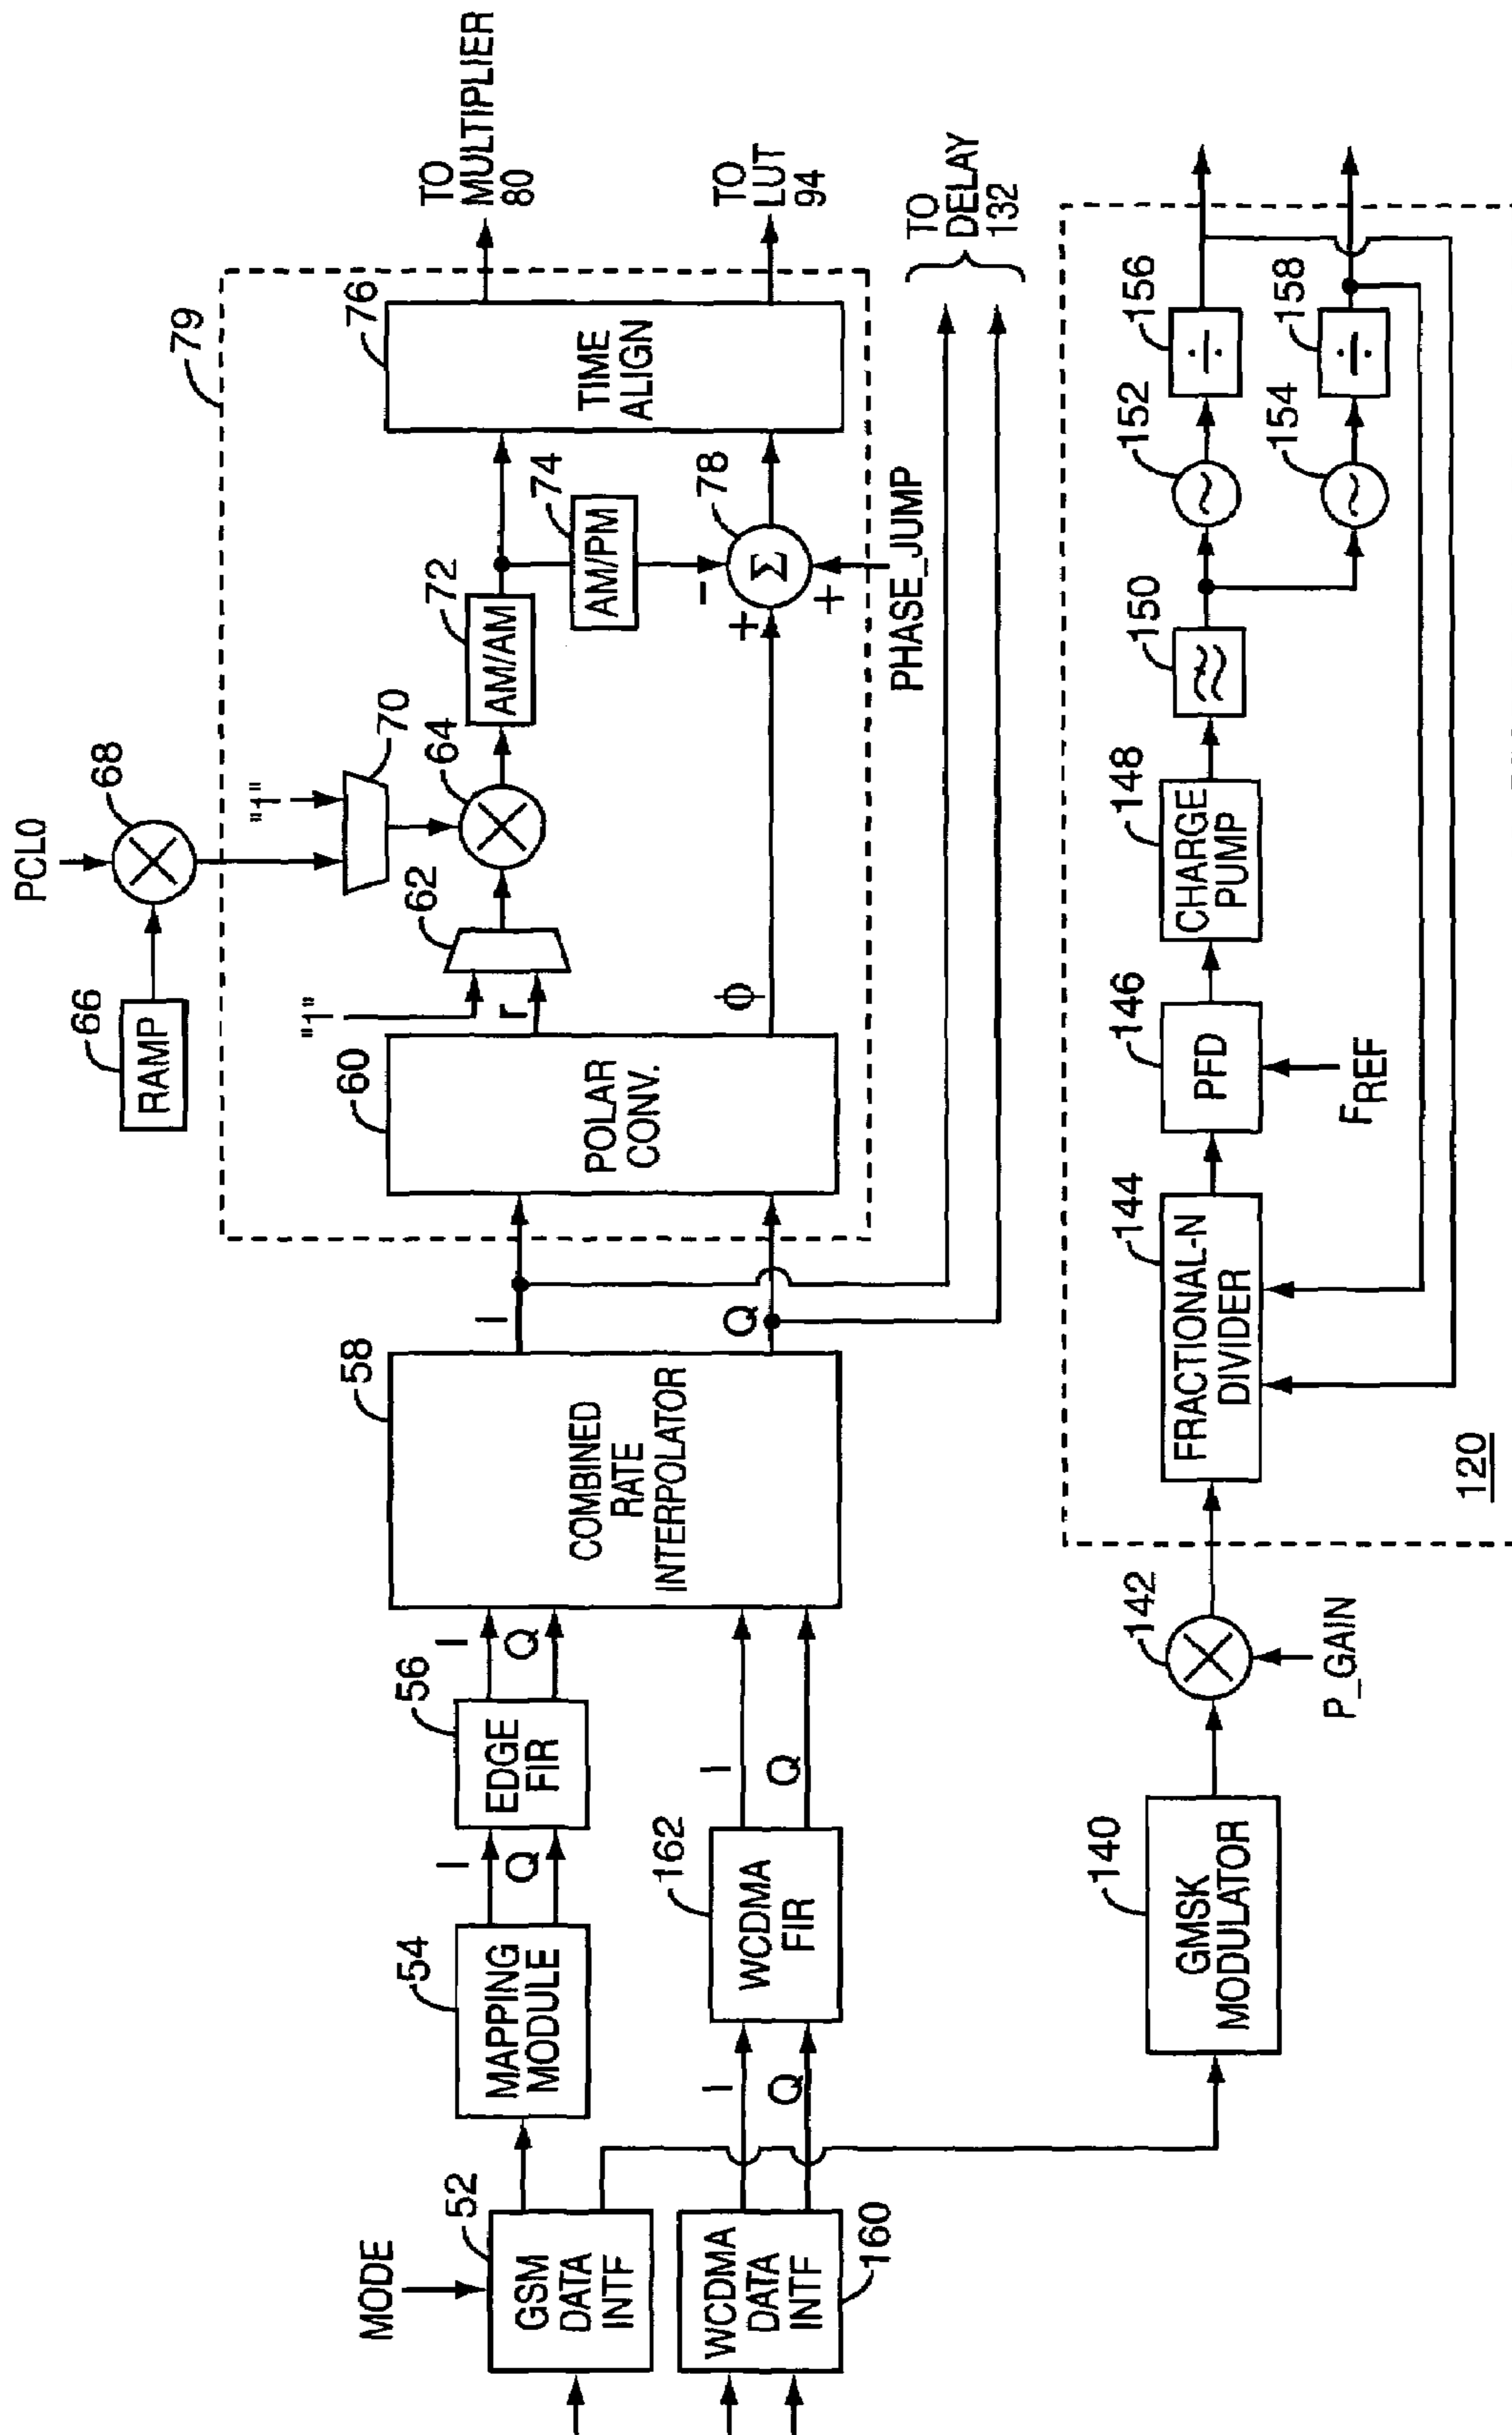 MODE
52
GSM
DATA
INTF
WCDMA
DATA
INTF
160
54
MAPPING
MODULE
I
Q
56
EDGE
FIR
I
Q
I
Q
162
WCDMA
FIR
I
Q
58
COMBINED
RATE
INTERPOLATOR
I
Q
79
60
POLAR
CONV.
"1"
r
ϕ
62
66
RAMP
PCL0
68
"1"
70
64
72
AM/AM
74
AM/PM
-
+
+
Σ
78
PHASE_JUMP
76
TIME
ALIGN
TO
MULTIPLIER
80
TO
LUT
94
TO
DELAY
132
140
GMSK
MODULATOR
142
P_GAIN
120
144
FRACTIONAL-N
DIVIDER
146
PFD
FREF
148
CHARGE
PUMP
150
152
154
156
÷
158
÷